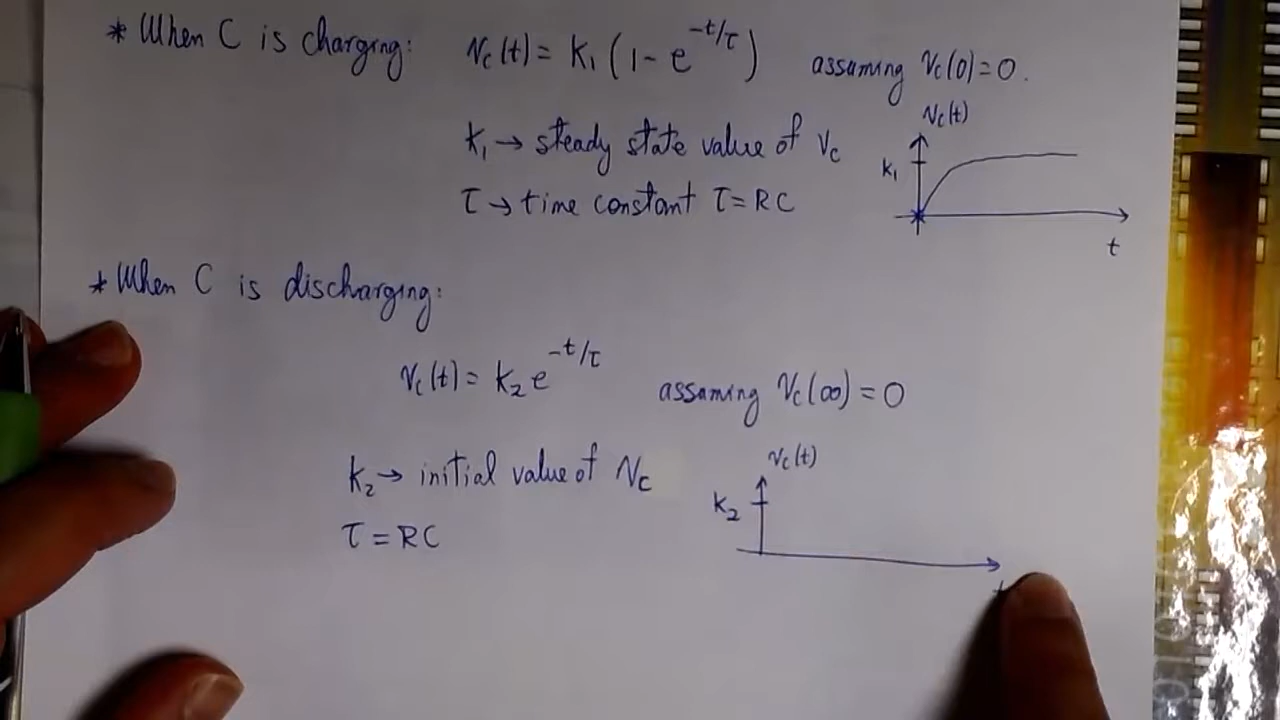 * When C is charging: Vc(t) = K₁ (1 - e^(-t/τ)) assuming Vc(0) = 0.
K₁ → steady state value of Vc
τ → time constant τ = RC
Vc(t)
K₁
t
* When C is discharging:
Vc(t) = K₂ e^(-t/τ) assuming Vc(∞) = 0
K₂ → initial value of Vc
τ = RC
Vc(t)
K₂